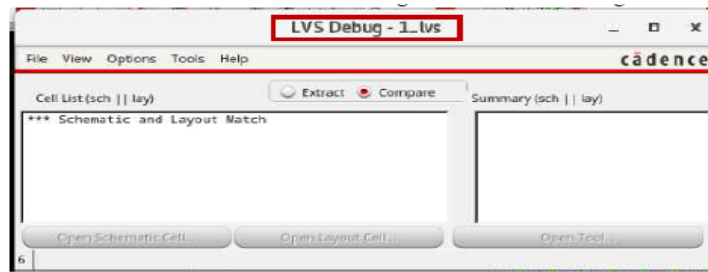 LVS Debug - 1_lvs
File View Options Tools Help
cādence
Cell List (sch || lay)
Extract Compare
Summary (sch || lay)
*** Schematic and Layout Match
Open Schematic Cell...
Open Layout Cell...
Open Tool...
6